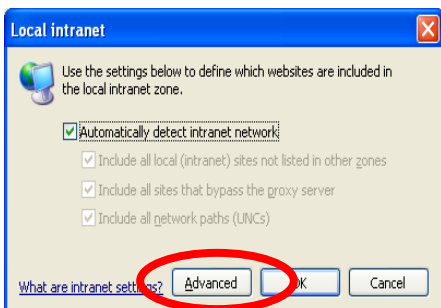 Local intranet
Use the settings below to define which websites are included in
the local intranet zone.
Automatically detect intranet network
Include all local (intranet) sites not listed in other zones
Include all sites that bypass the proxy server
Include all network paths (UNCs)
What are intranet settings? Advanced OK Cancel